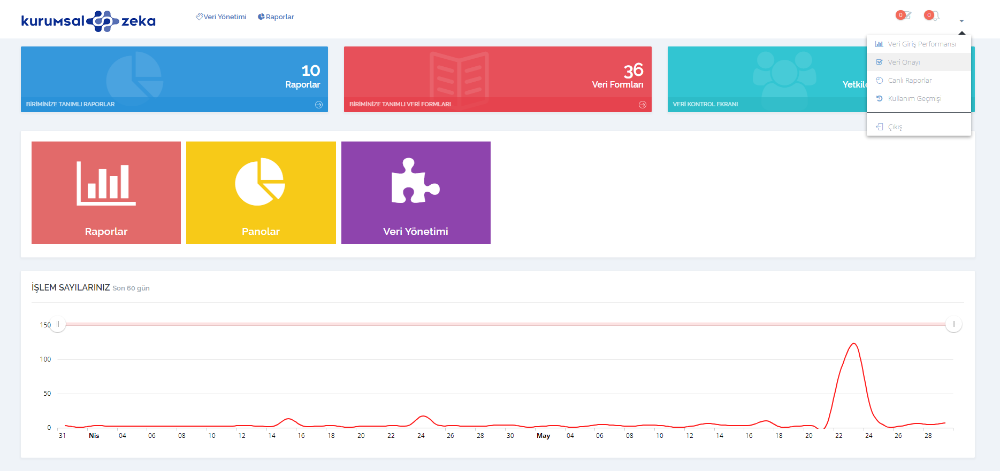 kurumsal zeka
Veri Yönetimi Raporlar
0 0
Veri Giriş Performansı
Veri Onayı
Canlı Raporlar
Kullanım Geçmişi
Çıkış
10
Raporlar
BİRİMİNİZE TANIMLI RAPORLAR
36
Veri Formları
BİRİMİNİZE TANIMLI VERİ FORMLARI
VERİ KONTROL EKRANI
Raporlar
Panolar
Veri Yönetimi
İŞLEM SAYILARINIZ Son 60 gün
150
100
50
0
31 Nis 04 06 08 10 12 14 16 18 20 22 24 26 28 30 May 04 06 08 10 12 14 16 18 20 22 24 26 28